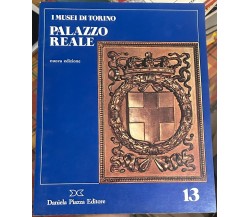 I MUSEI DI TORINO
PALAZZO
REALE
nuova edizione
13
Daniela Piazza Editore